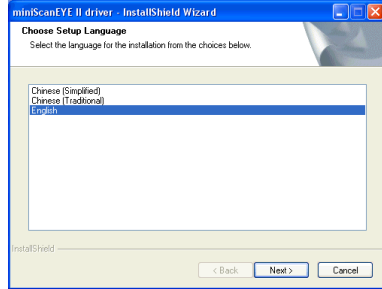 miniScanEYE II driver - InstallShield Wizard
Choose Setup Language
Select the language for the installation from the choices below.
Chinese (Simplified)
Chinese (Traditional)
English
InstallShield
< Back
Next >
Cancel